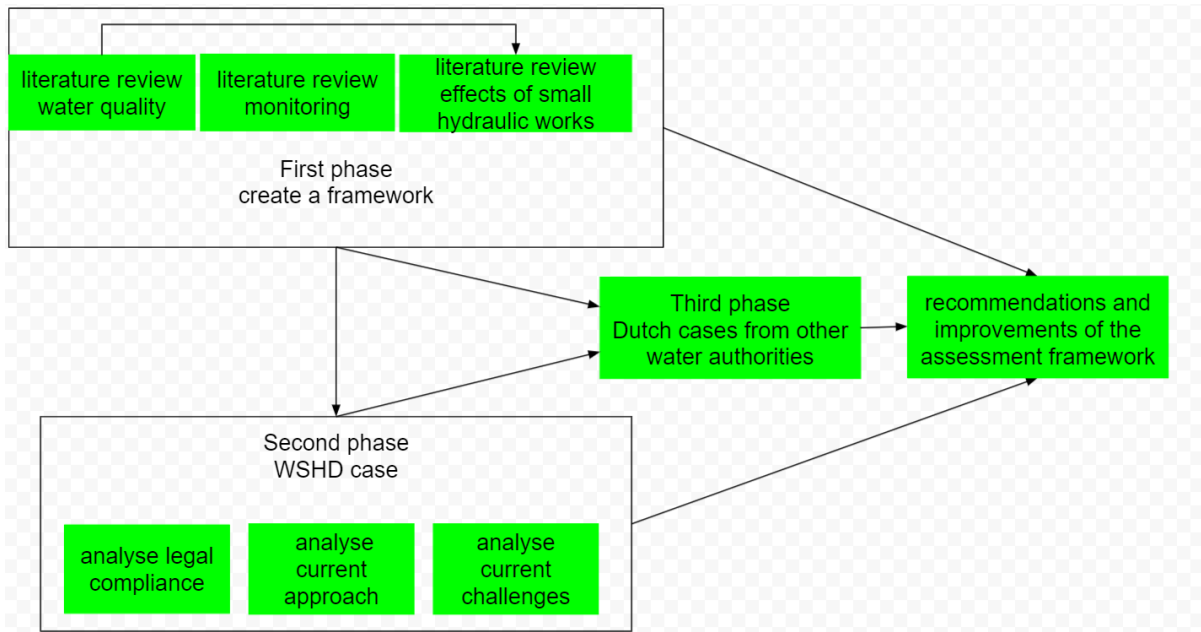 literature review
water quality
literature review
monitoring
literature review
effects of small
hydraulic works
First phase
create a framework
Third phase
Dutch cases from other
water authorities
recommendations and
improvements of the
assessment framework
Second phase
WSHD case
analyse legal
compliance
analyse
current
approach
analyse
current
challenges